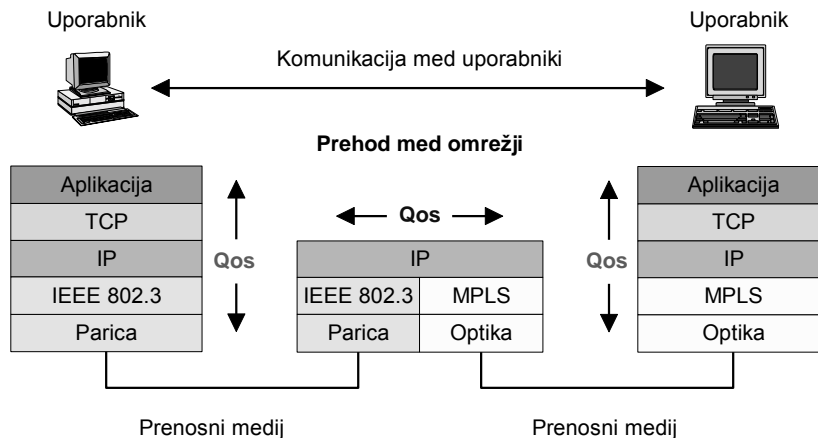 Uporabnik
Uporabnik
Komunikacija med uporabniki
Prehod med omrežji
Aplikacija
TCP
IP
IEEE 802.3
Parica
Qos
Qos
IP
IEEE 802.3
MPLS
Parica
Optika
Qos
Aplikacija
TCP
IP
MPLS
Optika
Prenosni medij
Prenosni medij